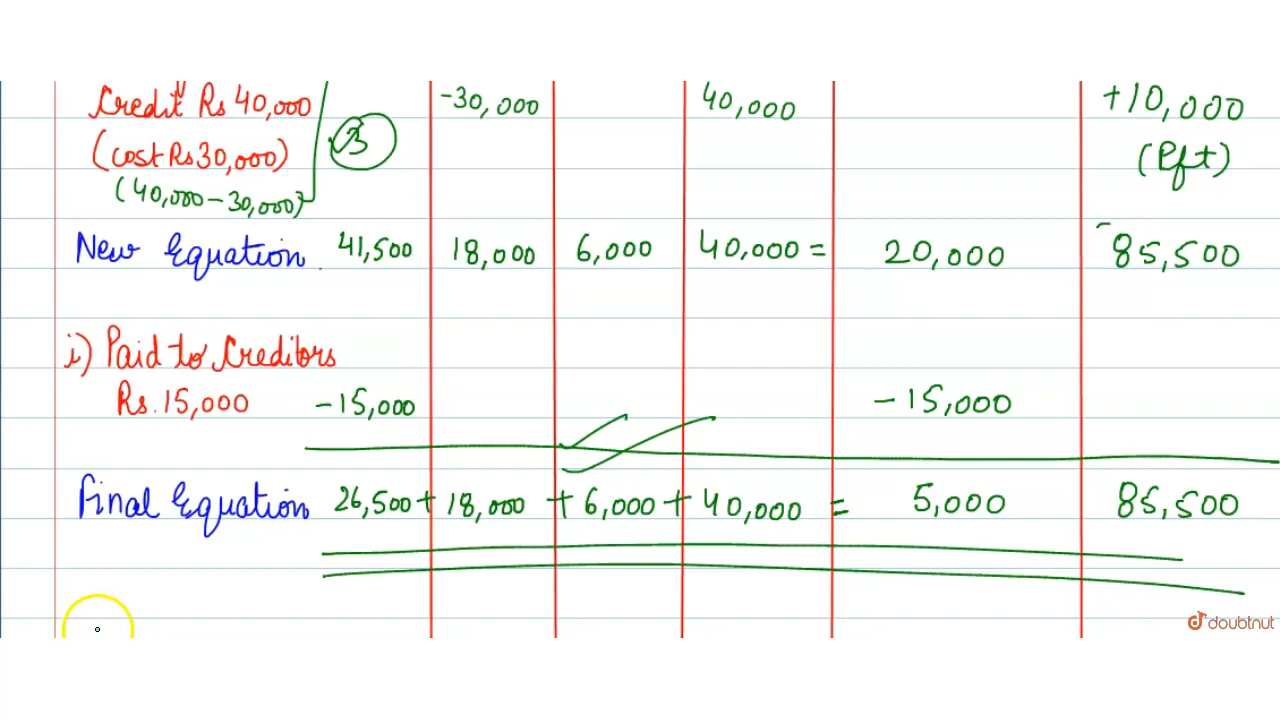 Credit Rs 40,000 -30,000 40,000 +10,000
(cost Rs 30,000) 3 (Pft)
(40,000 - 30,000)
New Equation 41,500 18,000 6,000 40,000 = 20,000 85,500
i) Paid to Creditors
Rs. 15,000 - 15,000 - 15,000
Final Equation 26,500 + 18,000 + 6,000 + 40,000 = 5,000 85,500
doubtnut